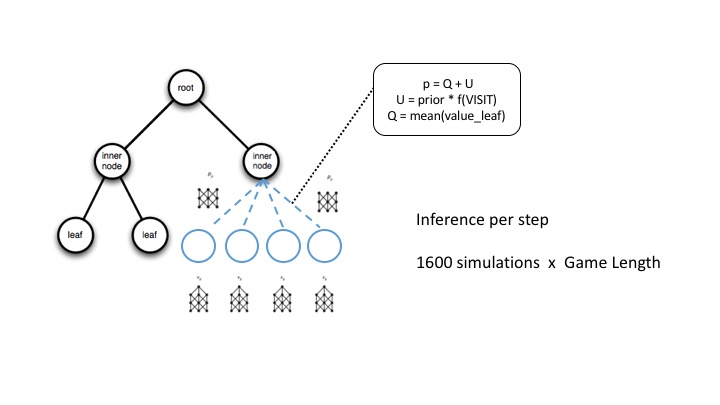 root
p = Q + U
U = prior * f(VISIT)
Q = mean(value_leaf)
inner
node
inner
node
leaf
leaf
Inference per step
1600 simulations x Game Length